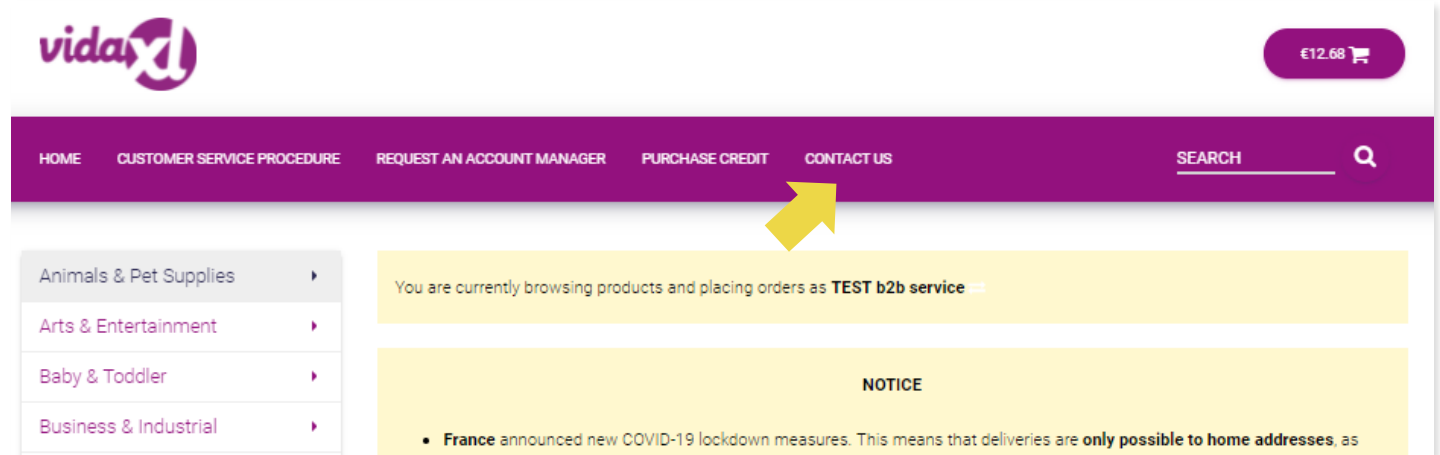 vidaxl
€12.68
HOME CUSTOMER SERVICE PROCEDURE REQUEST AN ACCOUNT MANAGER PURCHASE CREDIT CONTACT US SEARCH
Animals & Pet Supplies
Arts & Entertainment
Baby & Toddler
Business & Industrial
You are currently browsing products and placing orders as TEST b2b service
NOTICE
• France announced new COVID-19 lockdown measures. This means that deliveries are only possible to home addresses, as